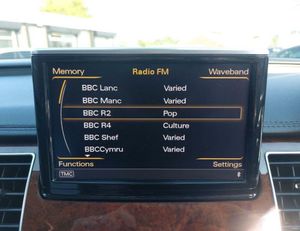 Memory Radio FM Waveband
BBC Lanc Varied
BBC Manc Varied
BBC R2 Pop
BBC R4 Culture
BBC Shef Varied
BBCCymru Varied
Functions Settings
TMC